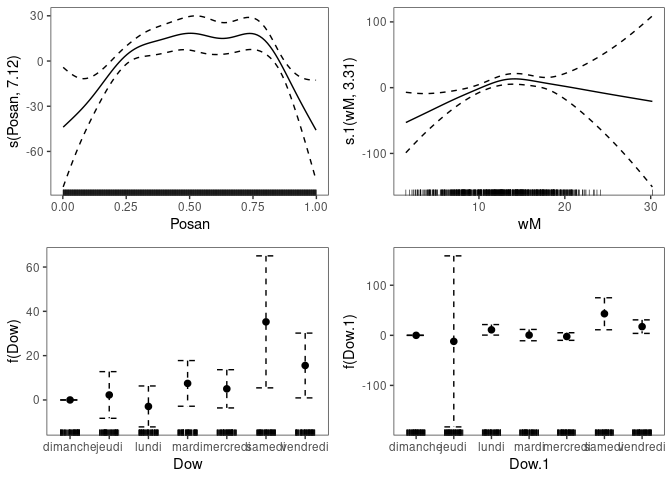 s(Posan, 7.12)
30
0
-30
-60
0.00 0.25 0.50 0.75 1.00
Posan
s.1(wM, 3.31)
100
0
-100
10 20 30
wM
f(Dow)
60
40
20
0
dimanche jeudi lundi mardi mercredi samedi vendredi
Dow
f(Dow.1)
100
0
-100
dimanche jeudi lundi mardi mercredi samedi vendredi
Dow.1